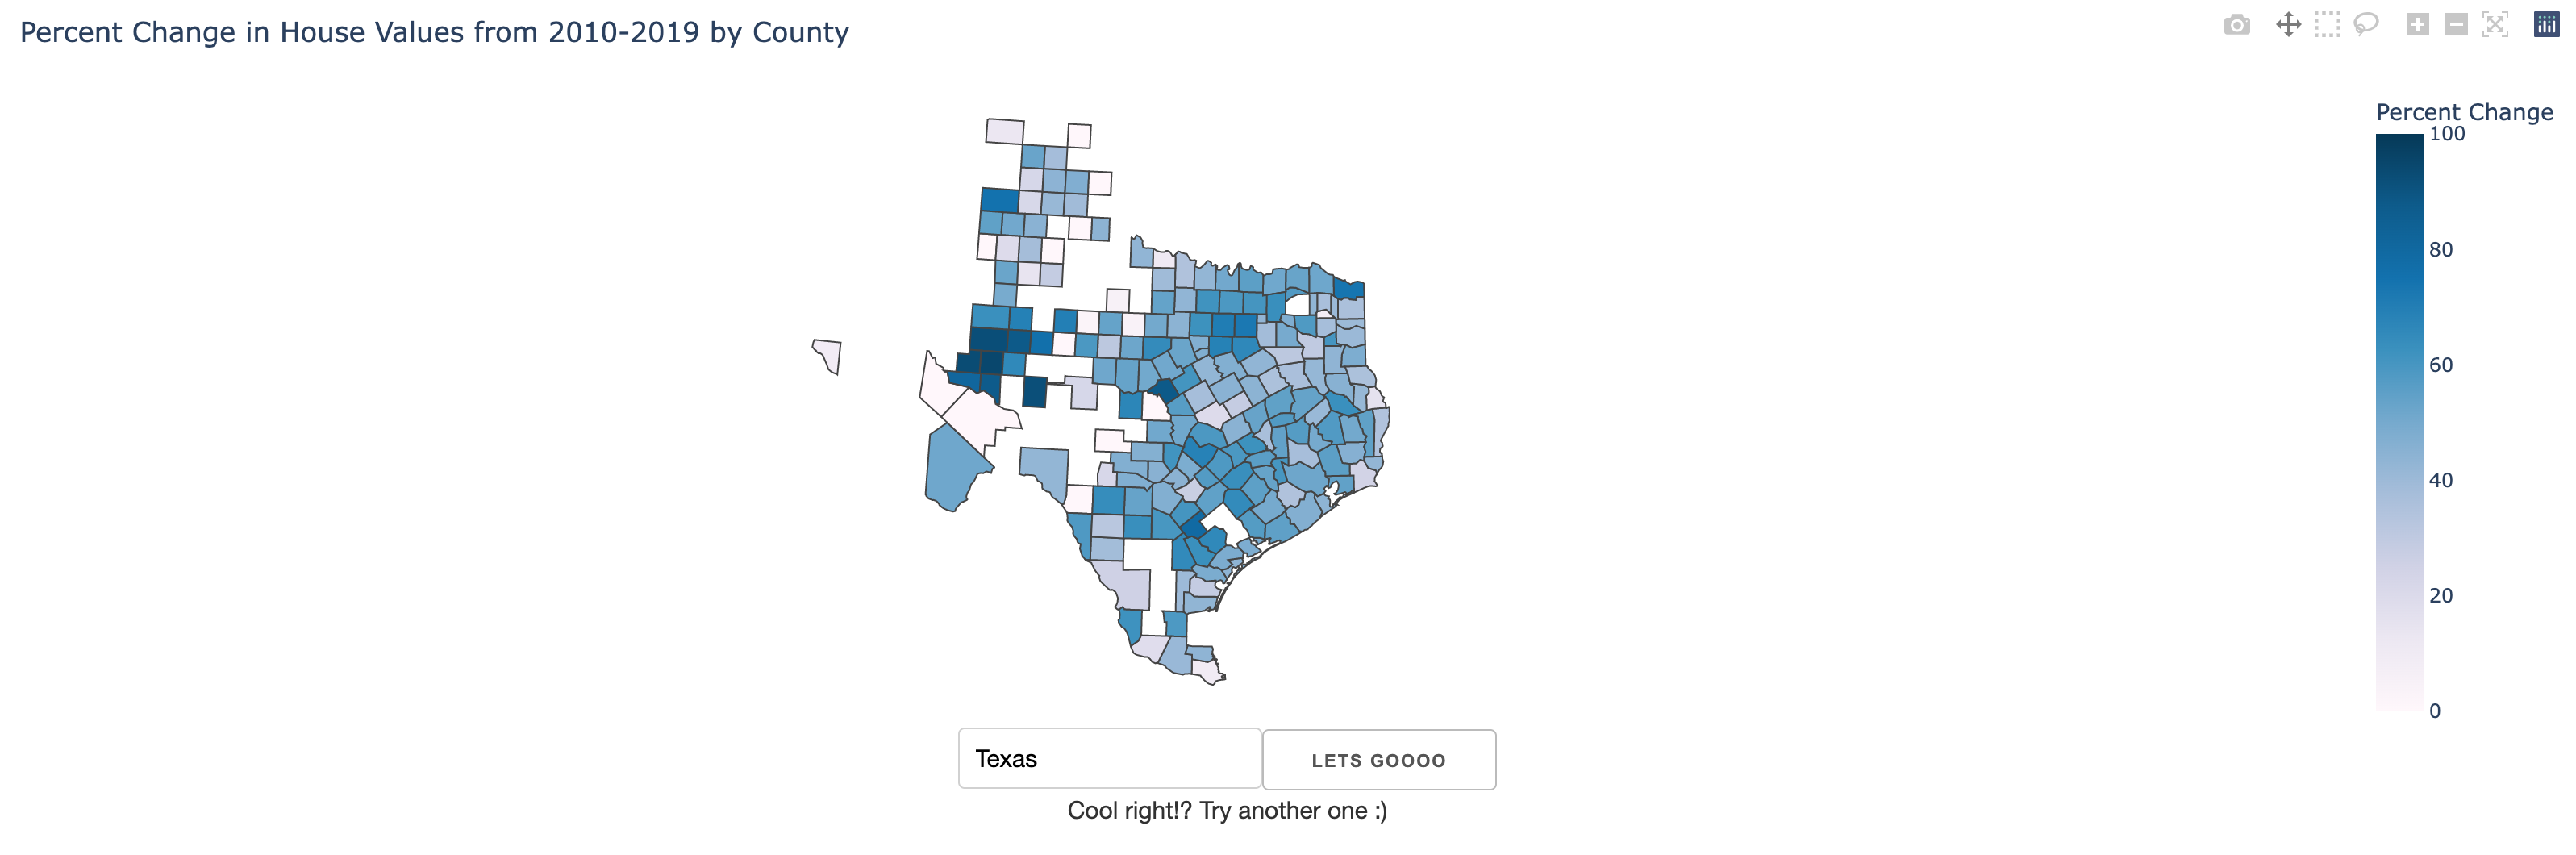 Percent Change in House Values from 2010-2019 by County
Percent Change
100
80
60
40
20
0
Texas
LETS GOOOO
Cool right!? Try another one :)